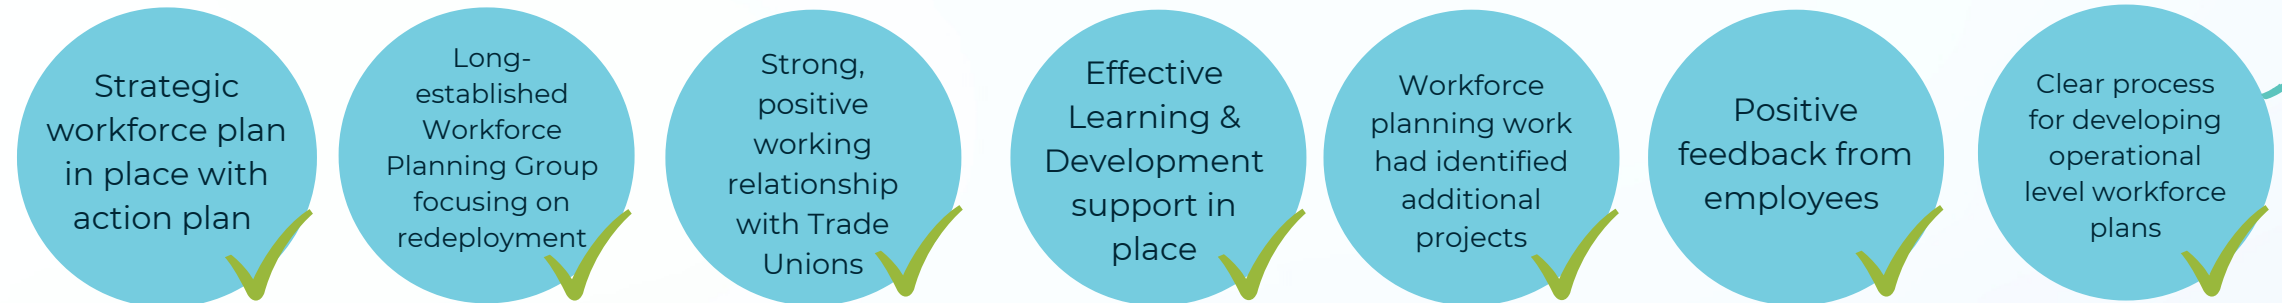 Strategic
workforce plan
in place with
action plan
Long-
established
Workforce
Planning Group
focusing on
redeployment
Strong,
positive
working
relationship
with Trade
Unions
Effective
Learning &
Development
support in
place
Workforce
planning work
had identified
additional
projects
Positive
feedback from
employees
Clear process
for developing
operational
level workforce
plans